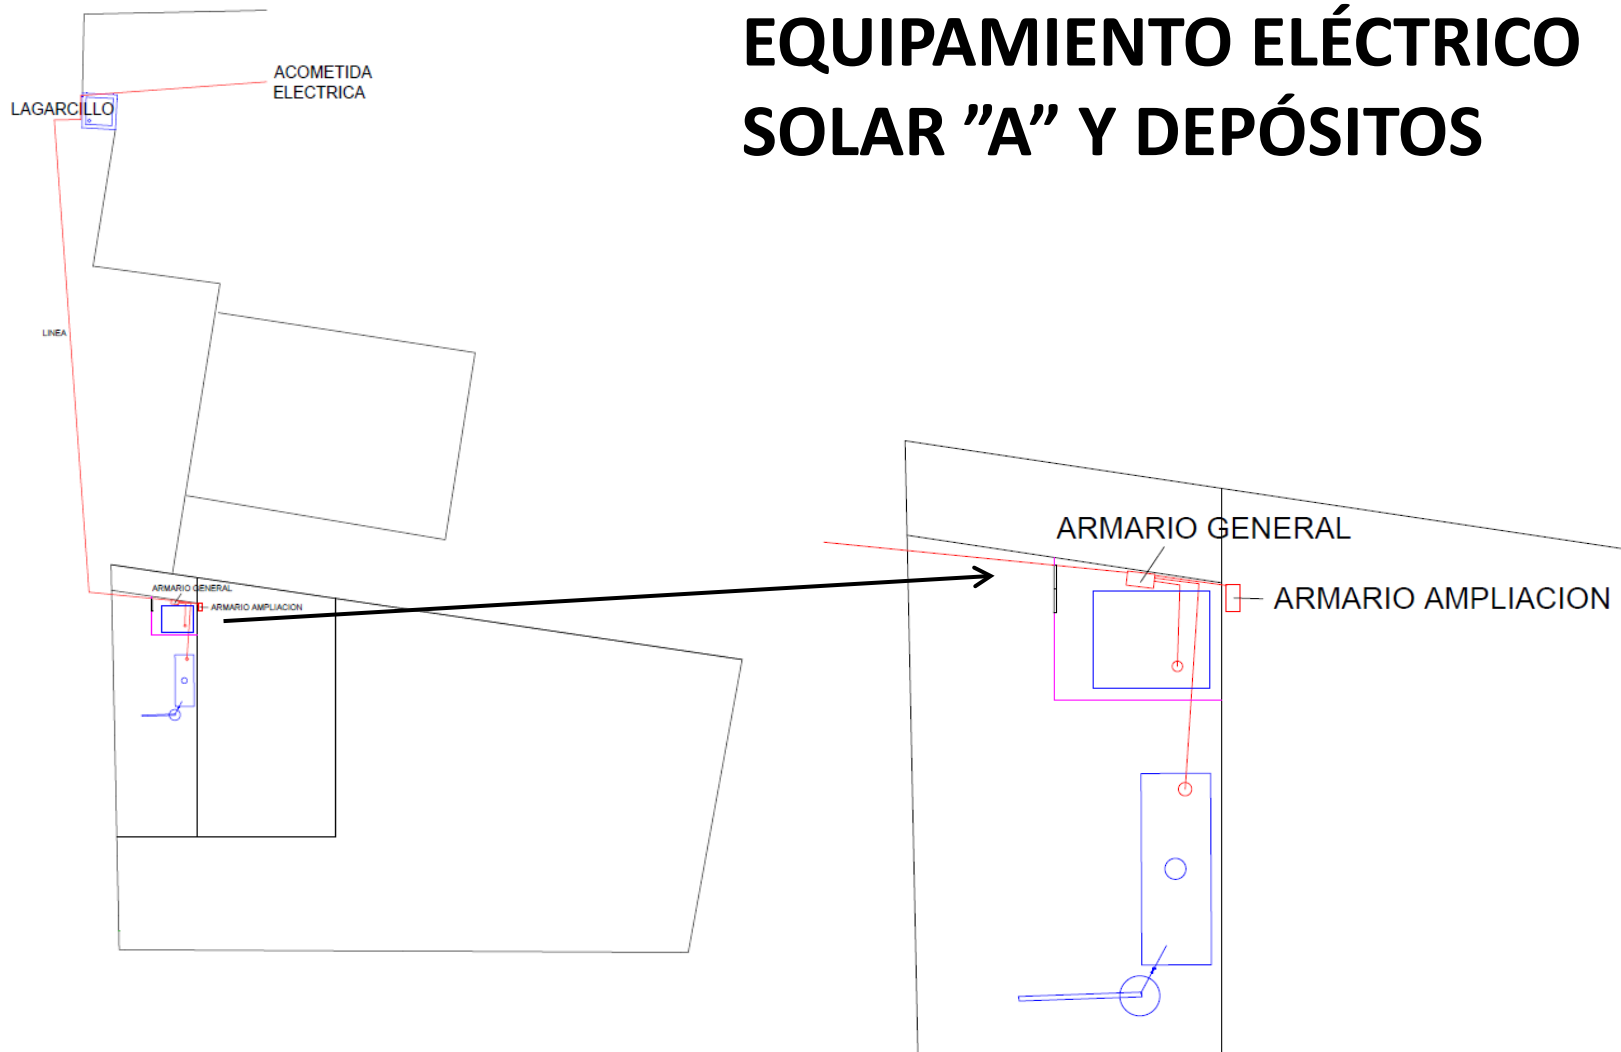 EQUIPAMIENTO ELÉCTRICO
SOLAR ”A” Y DEPÓSITOS
ACOMETIDA
ELECTRICA
LAGARCILLO
LINEA
ARMARIO GENERAL
ARMARIO AMPLIACION
ARMARIO GENERAL
ARMARIO AMPLIACION